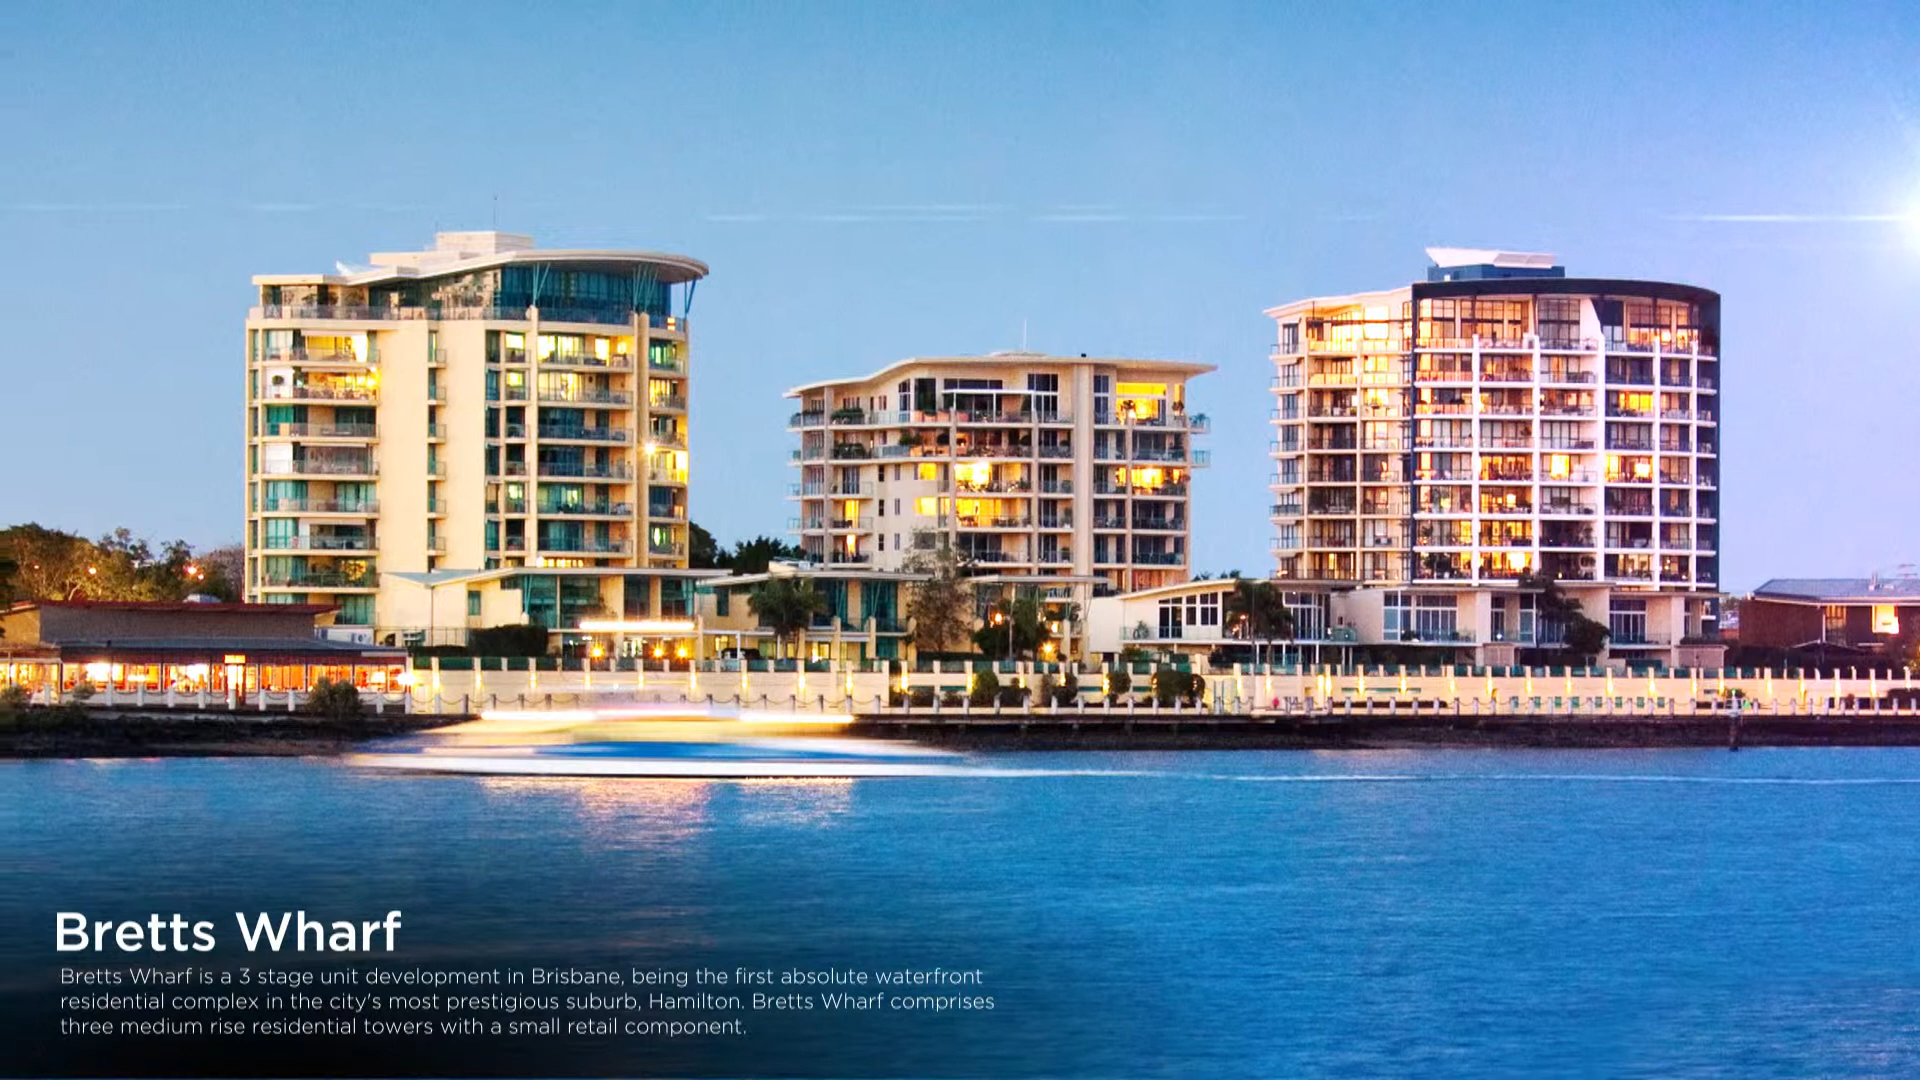 Bretts Wharf
Bretts Wharf is a 3 stage unit development in Brisbane, being the first absolute waterfront
residential complex in the city's most prestigious suburb, Hamilton. Bretts Wharf comprises
three medium rise residential towers with a small retail component.